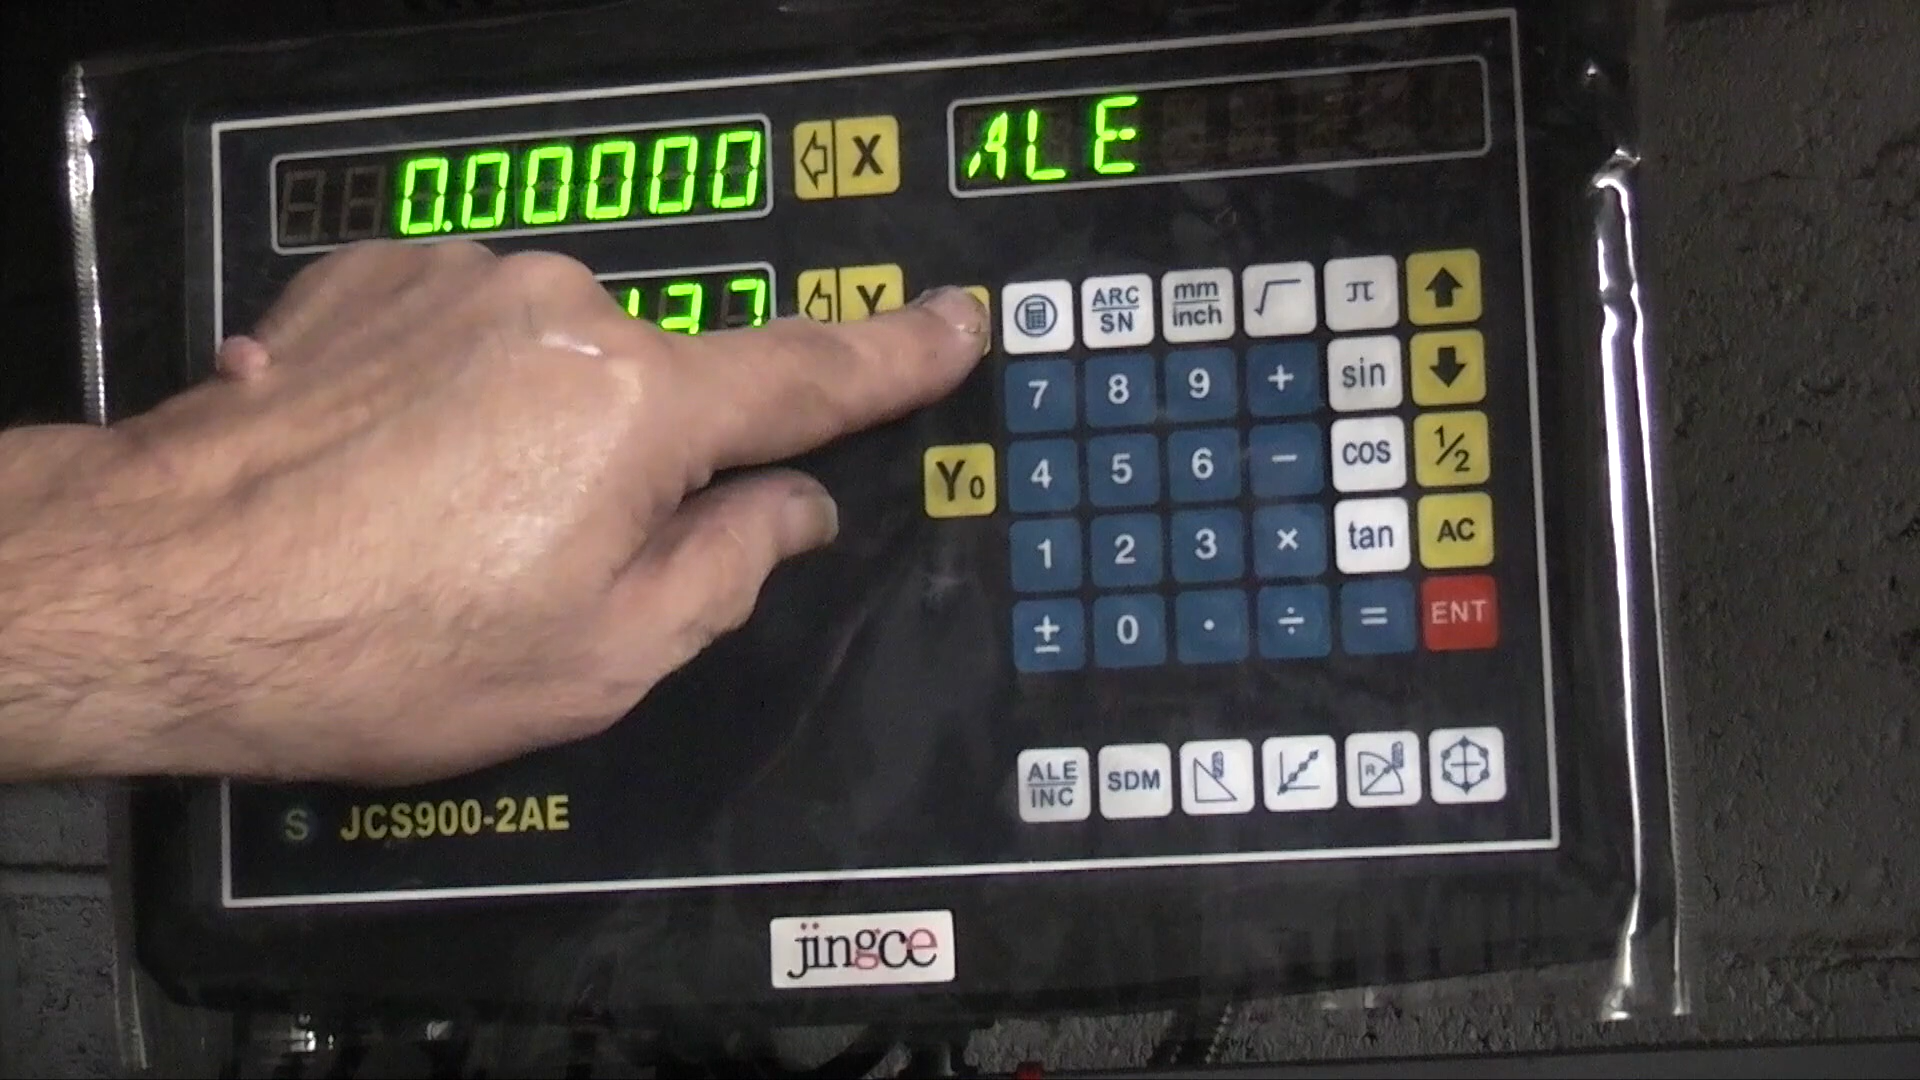 0.00000 X ALE
37 Y
ARC/SN mm/inch √ π
7 8 9 + sin
Y0 4 5 6 − cos 1/2
1 2 3 × tan AC
± 0 · ÷ = ENT
ALE/INC SDM R
S JCS900-2AE
jingce